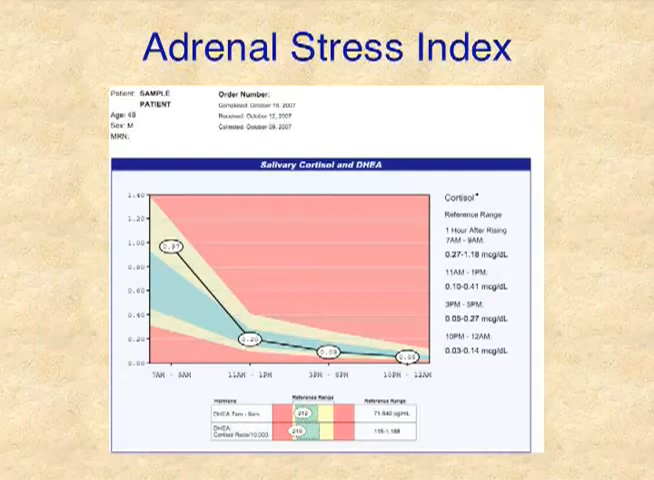 Adrenal Stress Index
Patient: SAMPLE
PATIENT
Age: 49
Sex: M
MRN:
Order Number:
Completed: October 16, 2007
Received: October 12, 2007
Collected: October 09, 2007
Salivary Cortisol and DHEA
1.40
1.20
1.00
0.80
0.60
0.40
0.20
0.00
0.97
0.20
0.09
7AM - 9AM
11AM - 1PM
3PM - 5PM
10PM - 12AM
Cortisol
Reference Range
1 Hour After Rising
7AM - 9AM:
0.27-1.18 mcg/dL
11AM - 1PM:
0.10-0.41 mcg/dL
3PM - 5PM:
0.05-0.27 mcg/dL
10PM - 12AM:
0.03-0.14 mcg/dL
Hormone
Reference Range
Reference Range
DHEA 7am - 9am
212
71-640 pg/mL
DHEA:
Cortisol Ratio/10,000
219
115-1,188